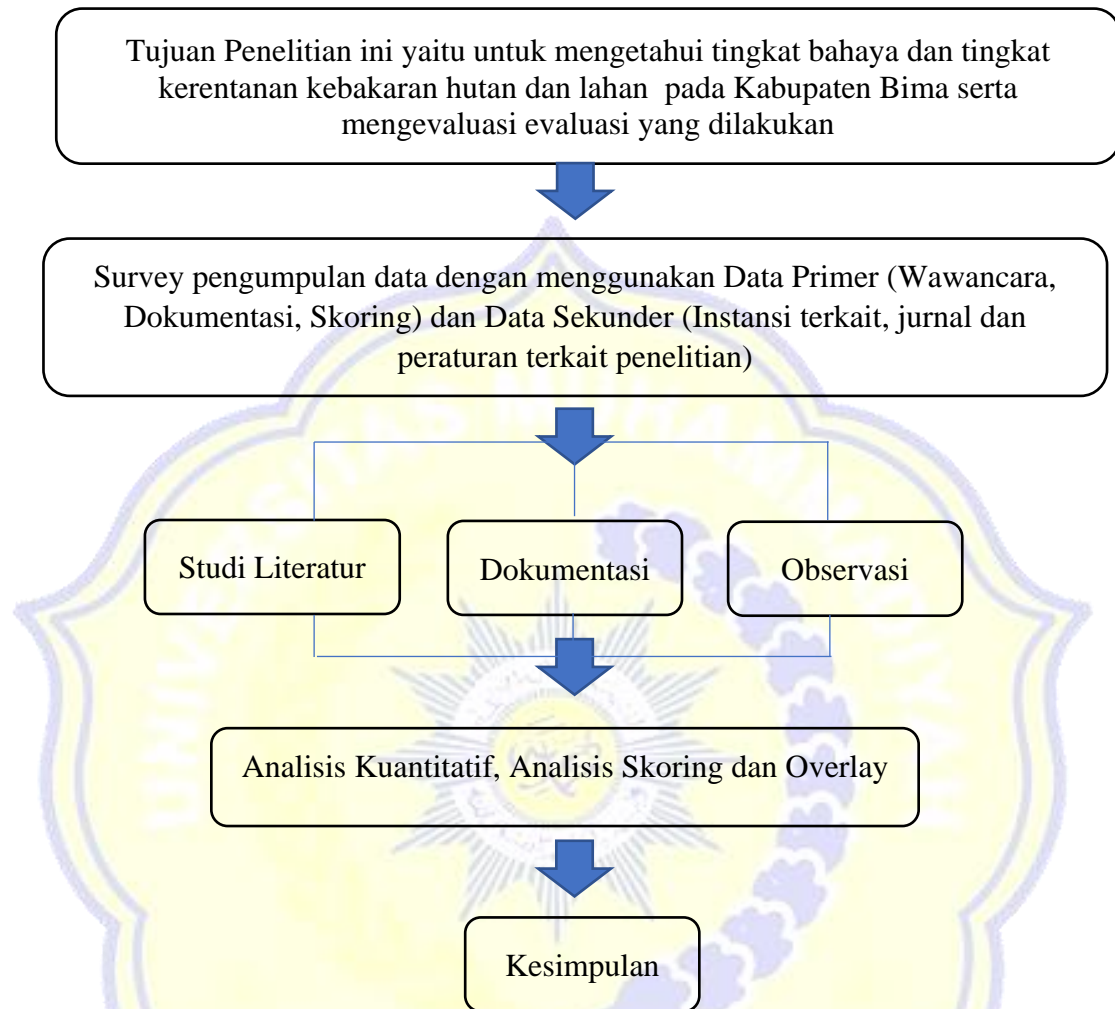 Tujuan Penelitian ini yaitu untuk mengetahui tingkat bahaya dan tingkat
kerentanan kebakaran hutan dan lahan pada Kabupaten Bima serta
mengevaluasi evaluasi yang dilakukan
Survey pengumpulan data dengan menggunakan Data Primer (Wawancara,
Dokumentasi, Skoring) dan Data Sekunder (Instansi terkait, jurnal dan
peraturan terkait penelitian)
UNIVERSITAS MUHAMMADIYAH
Studi Literatur
Dokumentasi
Observasi
Analisis Kuantitatif, Analisis Skoring dan Overlay
Kesimpulan